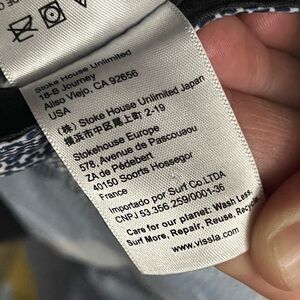 Stoke House Unlimited
18-B Journey
Aliso Viejo, CA 92656
USA
(株) Stoke House Unlimited Japan
横浜市中区尾上町 2-19
Stokehouse Europe
578, Avenue de Pascouaou
ZA de Pédebert
40150 Soorts Hossegor
France
Importado por Surf Co.LTDA
CNPJ 53.356.259/0001-36
Care for our planet: Wash Less,
Surf More, Repair, Reuse, Recycle
www.vissla.com